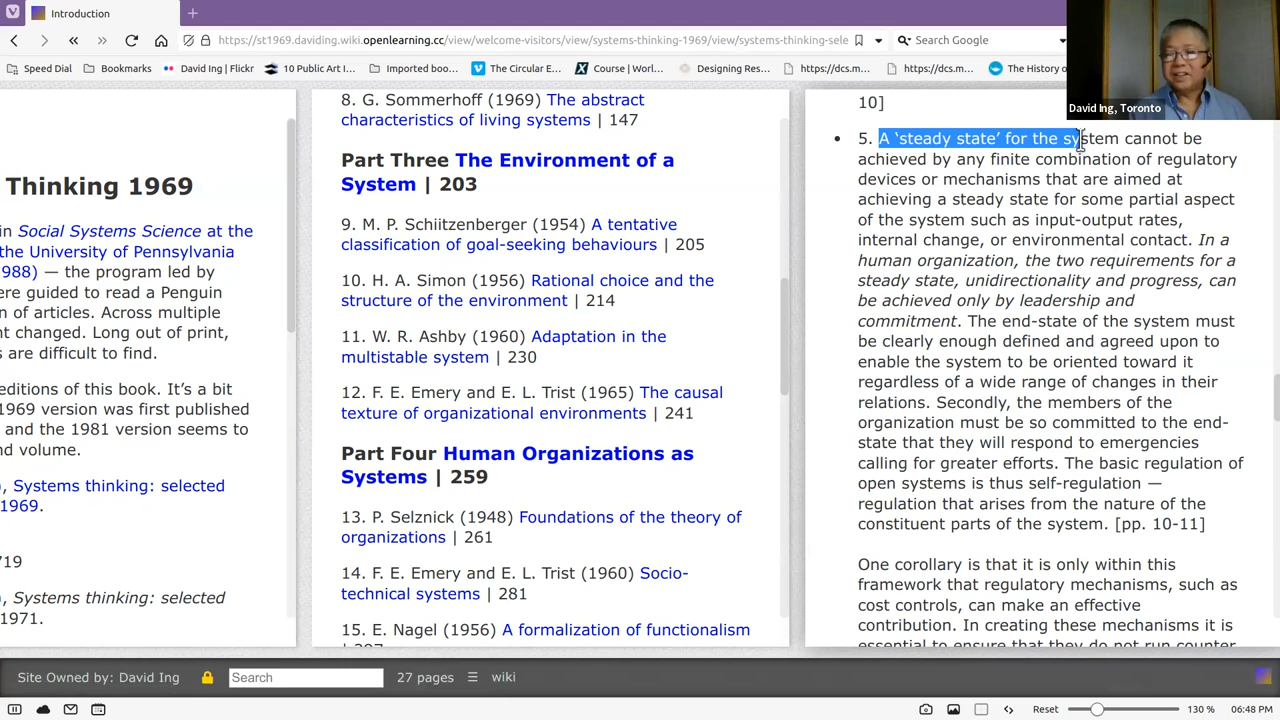 Introduction
https://st1969.daviding.wiki.openlearning.cc/view/welcome-visitors/view/systems-thinking-1969/view/systems-thinking-sele
Search Google
Speed Dial
Bookmarks
David Ing | Flickr
10 Public Art I...
Imported boo...
The Circular E...
Course | Worl...
Designing Res...
https://dcs.m...
https://dcs.m...
The History o
David Ing, Toronto
Thinking 1969
in Social Systems Science at the
the University of Pennsylvania
988) — the program led by
ere guided to read a Penguin
n of articles. Across multiple
nt changed. Long out of print,
s are difficult to find.
editions of this book. It's a bit
1969 version was first published
and the 1981 version seems to
nd volume.
), Systems thinking: selected
1969.
719
), Systems thinking: selected
1971.
8. G. Sommerhoff (1969) The abstract
characteristics of living systems | 147
Part Three The Environment of a
System | 203
9. M. P. Schiitzenberger (1954) A tentative
classification of goal-seeking behaviours | 205
10. H. A. Simon (1956) Rational choice and the
structure of the environment | 214
11. W. R. Ashby (1960) Adaptation in the
multistable system | 230
12. F. E. Emery and E. L. Trist (1965) The causal
texture of organizational environments | 241
Part Four Human Organizations as
Systems | 259
13. P. Selznick (1948) Foundations of the theory of
organizations | 261
14. F. E. Emery and E. L. Trist (1960) Socio-
technical systems | 281
15. E. Nagel (1956) A formalization of functionalism
10]
• 5. A ‘steady state’ for the system cannot be
achieved by any finite combination of regulatory
devices or mechanisms that are aimed at
achieving a steady state for some partial aspect
of the system such as input-output rates,
internal change, or environmental contact. In a
human organization, the two requirements for a
steady state, unidirectionality and progress, can
be achieved only by leadership and
commitment. The end-state of the system must
be clearly enough defined and agreed upon to
enable the system to be oriented toward it
regardless of a wide range of changes in their
relations. Secondly, the members of the
organization must be so committed to the end-
state that they will respond to emergencies
calling for greater efforts. The basic regulation of
open systems is thus self-regulation —
regulation that arises from the nature of the
constituent parts of the system. [pp. 10-11]
One corollary is that it is only within this
framework that regulatory mechanisms, such as
cost controls, can make an effective
contribution. In creating these mechanisms it is
essential to ensure that they do not run counter
Site Owned by: David Ing
Search
27 pages
wiki
Reset
130 %
06:48 PM